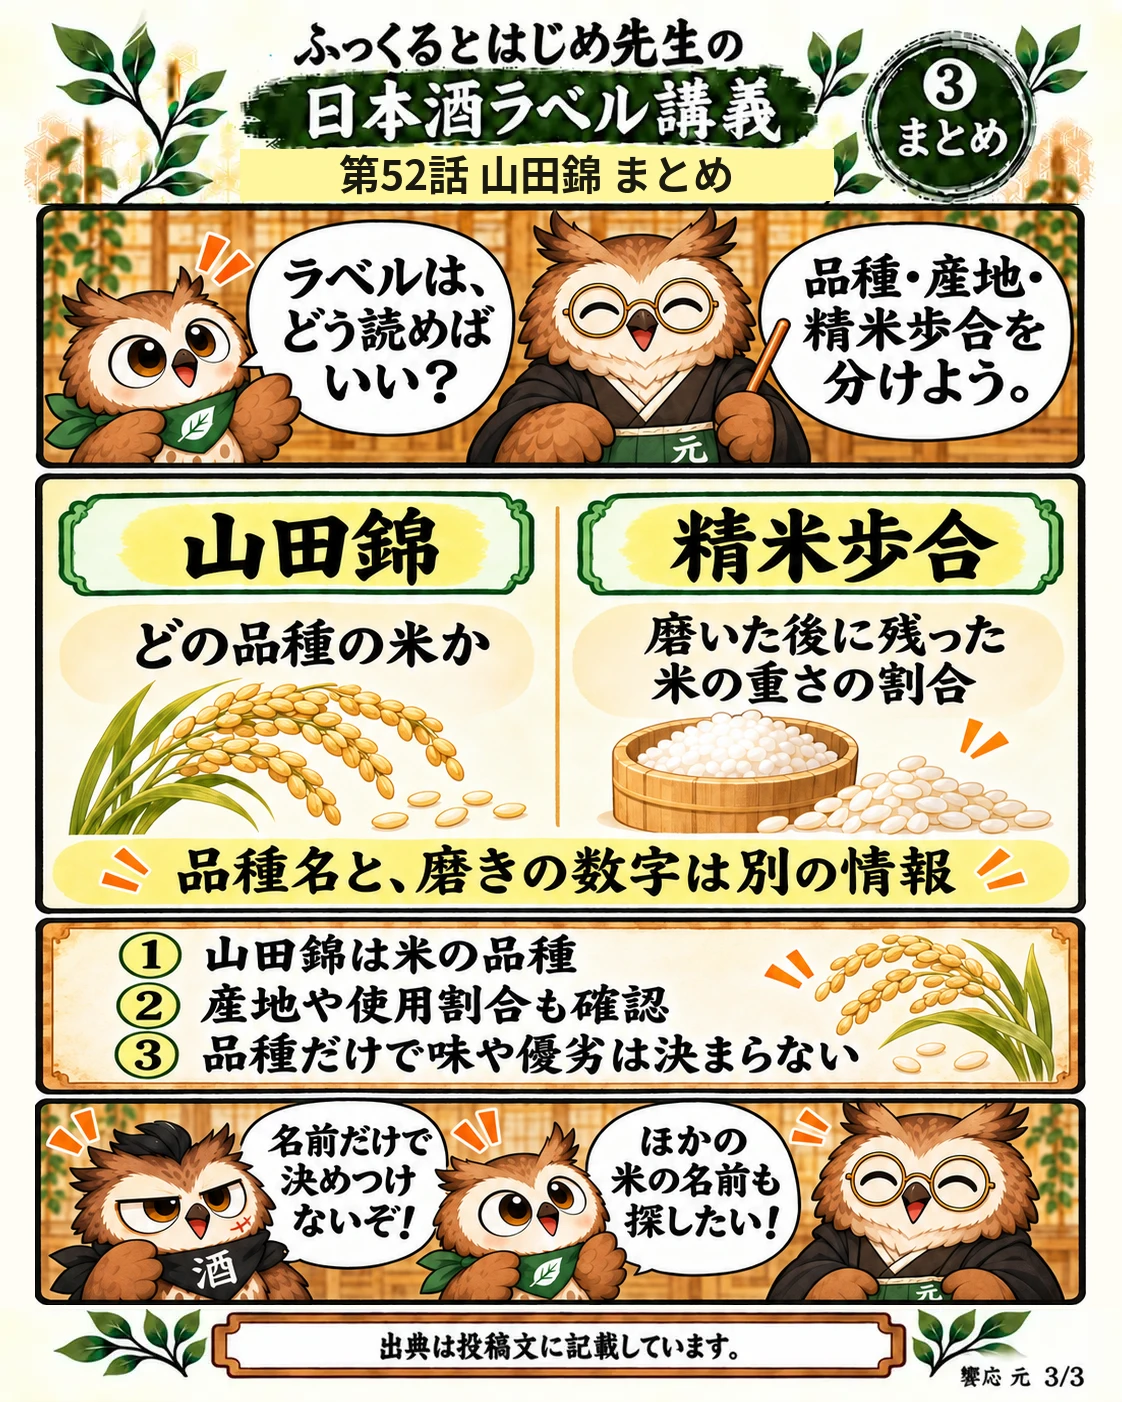 ふっくるとはじめ先生の
日本酒ラベル講義
3
まとめ
第52話 山田錦 まとめ
ラベルは、
どう読めば
いい？
品種・産地・
精米歩合を
分けよう。
元
山田錦
どの品種の米か
精米歩合
磨いた後に残った
米の重さの割合
品種名と、磨きの数字は別の情報
1 山田錦は米の品種
2 産地や使用割合も確認
3 品種だけで味や優劣は決まらない
名前だけで
決めつけ
ないぞ！
酒
ほかの
米の名前も
探したい！
元
出典は投稿文に記載しています。
饗応 元 3/3